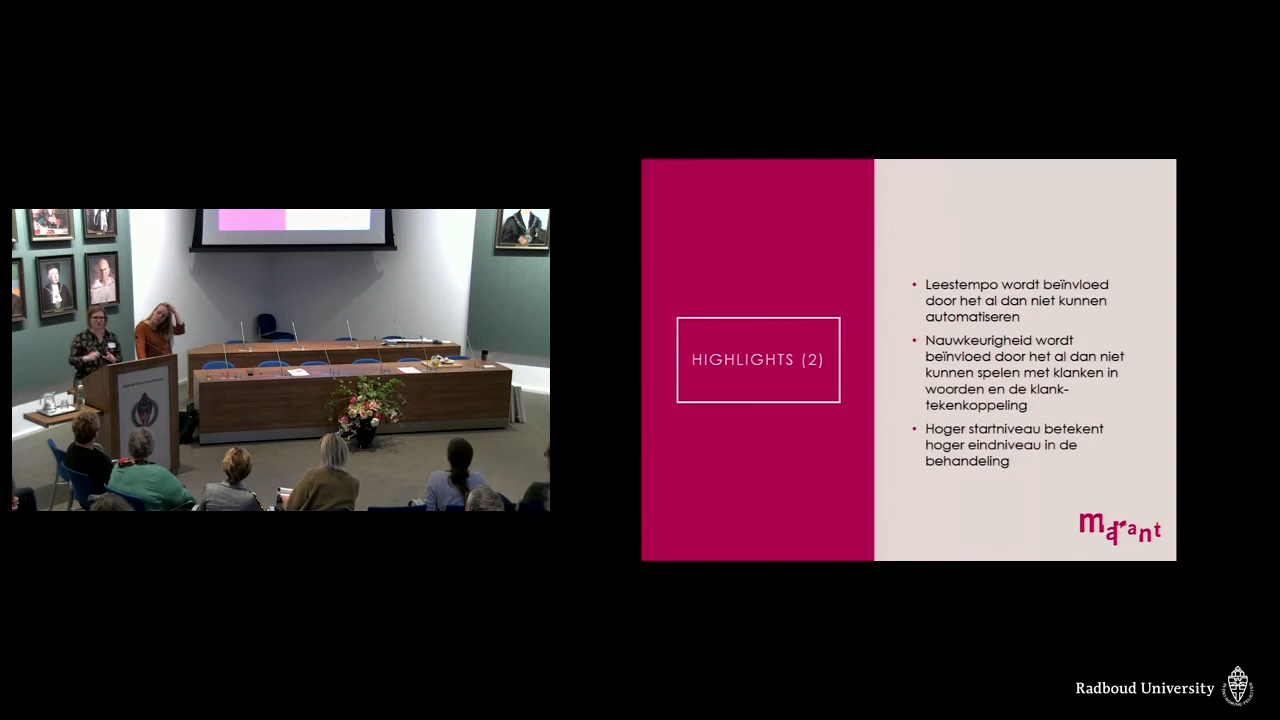 HIGHLIGHTS (2)
• Leestempo wordt beïnvloed
door het al dan niet kunnen
automatiseren
• Nauwkeurigheid wordt
beïnvloed door het al dan niet
kunnen spelen met klanken in
woorden en de klank-
tekenkoppeling
• Hoger startniveau betekent
hoger eindniveau in de
behandeling
marant
Radboud University